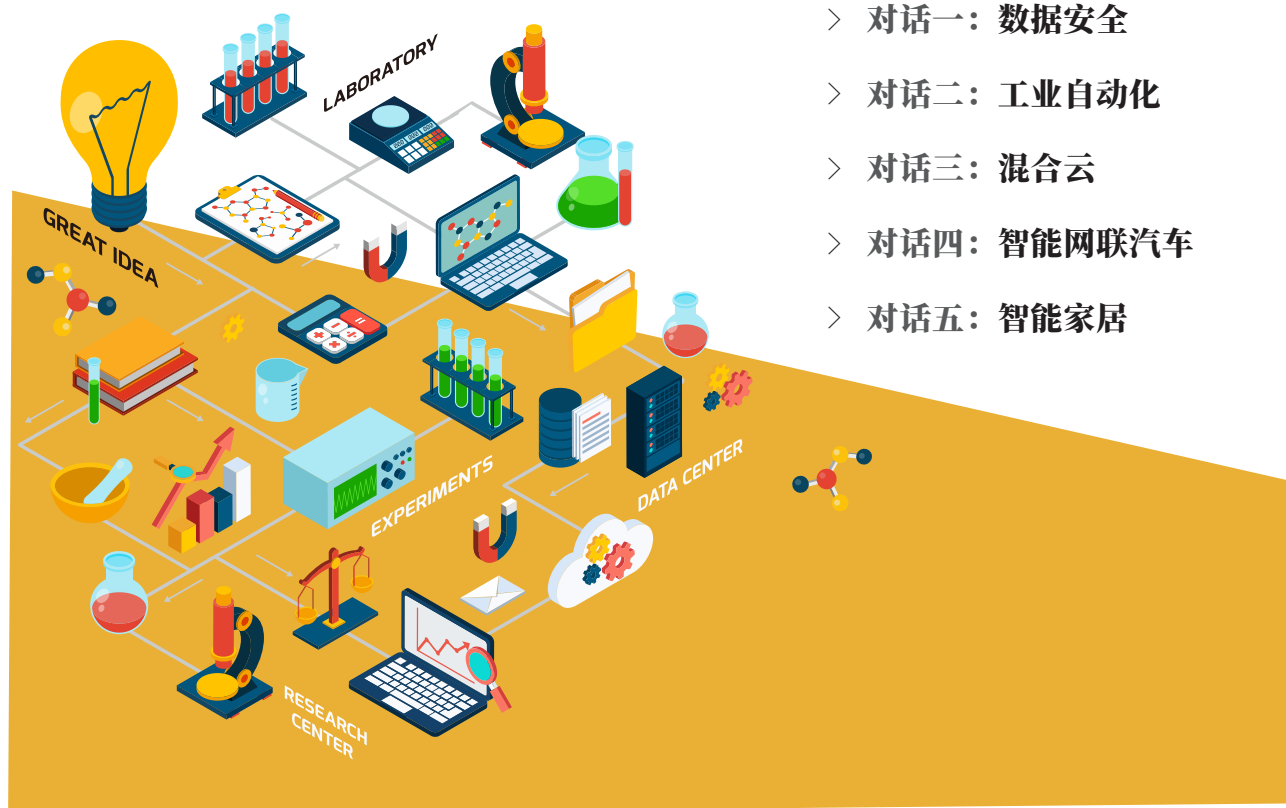 对话一：数据安全
对话二：工业自动化
对话三：混合云
对话四：智能网联汽车
对话五：智能家居
LABORATORY
GREAT IDEA
EXPERIMENTS
DATA CENTER
RESEARCH
CENTER